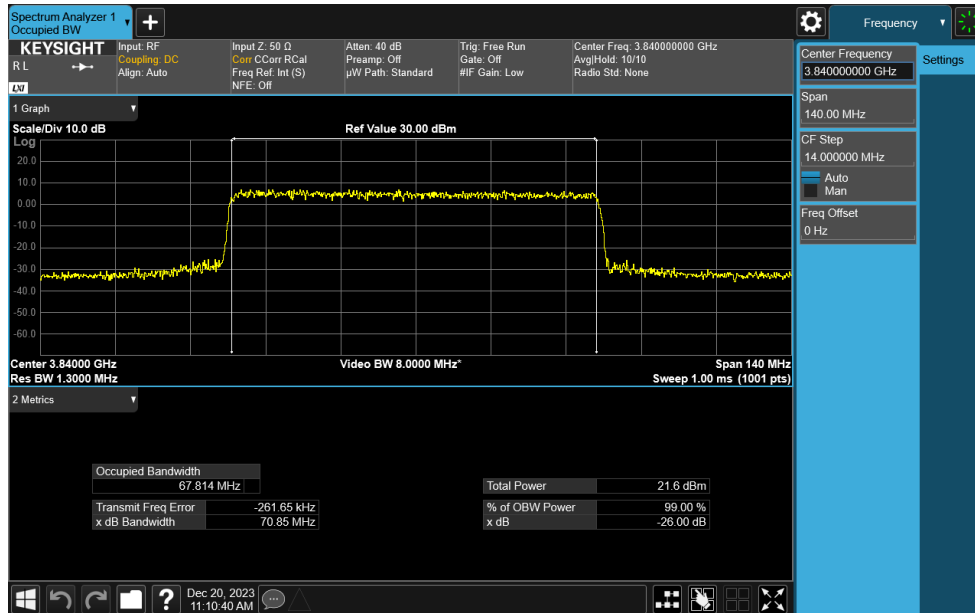 Spectrum Analyzer 1
Occupied BW
Frequency
KEYSIGHT
R L
LXI
Input: RF
Coupling: DC
Align: Auto
Input Z: 50 Ω
Corr CCorr RCal
Freq Ref: Int (S)
NFE: Off
Atten: 40 dB
Preamp: Off
µW Path: Standard
Trig: Free Run
Gate: Off
#IF Gain: Low
Center Freq: 3.840000000 GHz
Avg|Hold: 10/10
Radio Std: None
Center Frequency
3.840000000 GHz
Settings
Span
140.00 MHz
CF Step
14.000000 MHz
Auto
Man
Freq Offset
0 Hz
1 Graph
Scale/Div 10.0 dB
Ref Value 30.00 dBm
Log
20.0
10.0
0.00
-10.0
-20.0
-30.0
-40.0
-50.0
-60.0
Center 3.84000 GHz
Video BW 8.0000 MHz*
Span 140 MHz
Res BW 1.3000 MHz
Sweep 1.00 ms (1001 pts)
2 Metrics
Occupied Bandwidth
67.814 MHz
Total Power 21.6 dBm
Transmit Freq Error -261.65 kHz
% of OBW Power 99.00 %
x dB Bandwidth 70.85 MHz
x dB -26.00 dB
?
Dec 20, 2023
11:10:40 AM